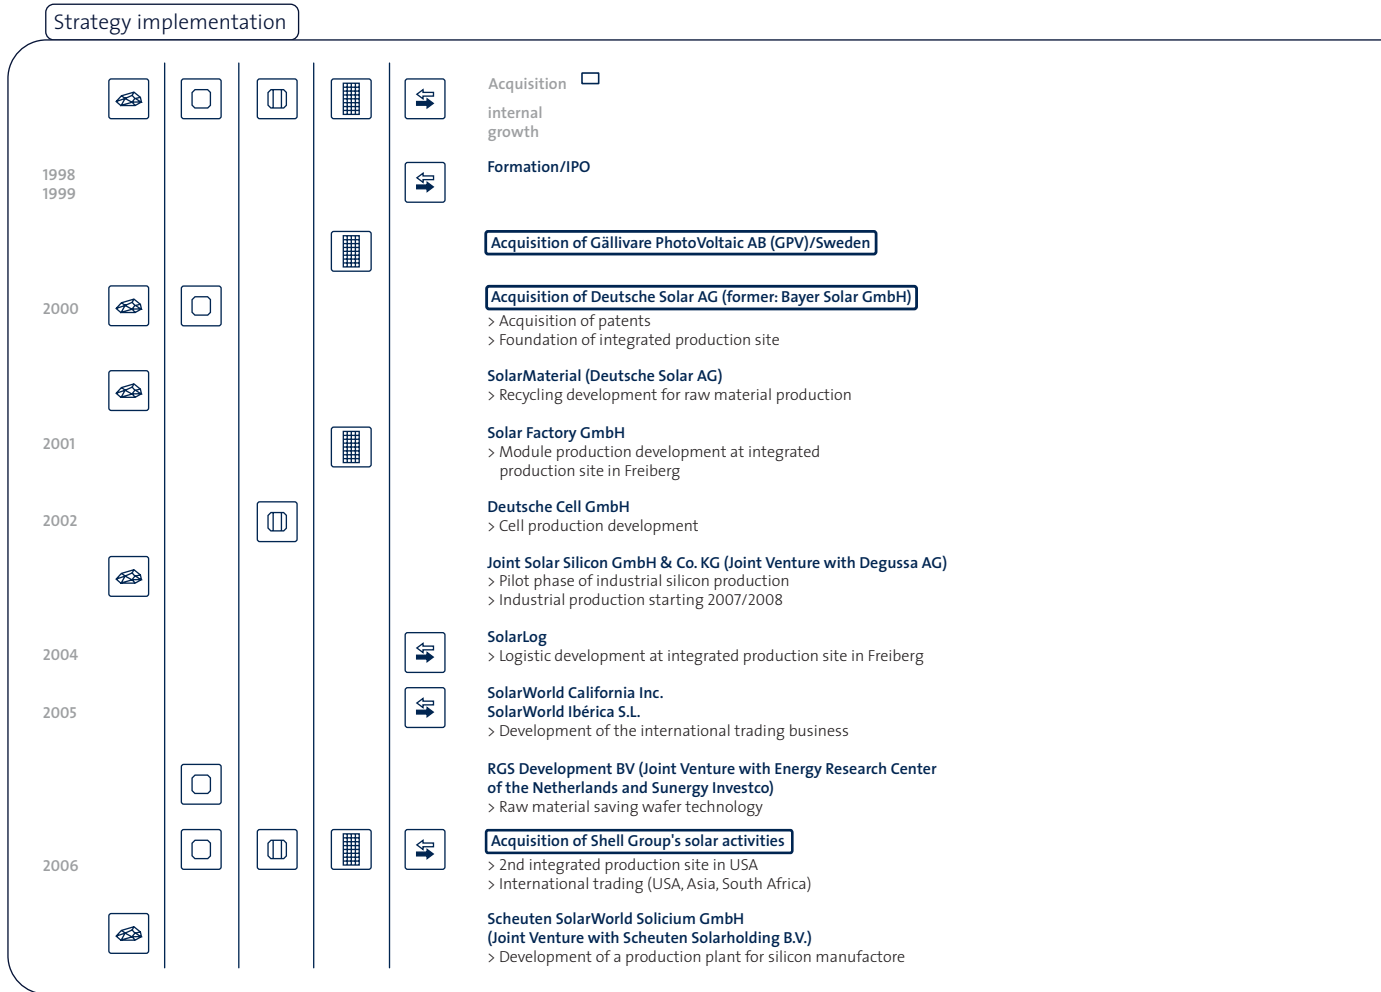 Strategy implementation
Acquisition
internal
growth
1998
1999
Formation/IPO
Acquisition of Gällivare PhotoVoltaic AB (GPV)/Sweden
2000
Acquisition of Deutsche Solar AG (former: Bayer Solar GmbH)
> Acquisition of patents
> Foundation of integrated production site
SolarMaterial (Deutsche Solar AG)
> Recycling development for raw material production
2001
Solar Factory GmbH
> Module production development at integrated
production site in Freiberg
2002
Deutsche Cell GmbH
> Cell production development
Joint Solar Silicon GmbH & Co. KG (Joint Venture with Degussa AG)
> Pilot phase of industrial silicon production
> Industrial production starting 2007/2008
2004
SolarLog
> Logistic development at integrated production site in Freiberg
2005
SolarWorld California Inc.
SolarWorld Ibérica S.L.
> Development of the international trading business
RGS Development BV (Joint Venture with Energy Research Center
of the Netherlands and Sunergy Investco)
> Raw material saving wafer technology
2006
Acquisition of Shell Group's solar activities
> 2nd integrated production site in USA
> International trading (USA, Asia, South Africa)
Scheuten SolarWorld Solicium GmbH
(Joint Venture with Scheuten Solarholding B.V.)
> Development of a production plant for silicon manufactore